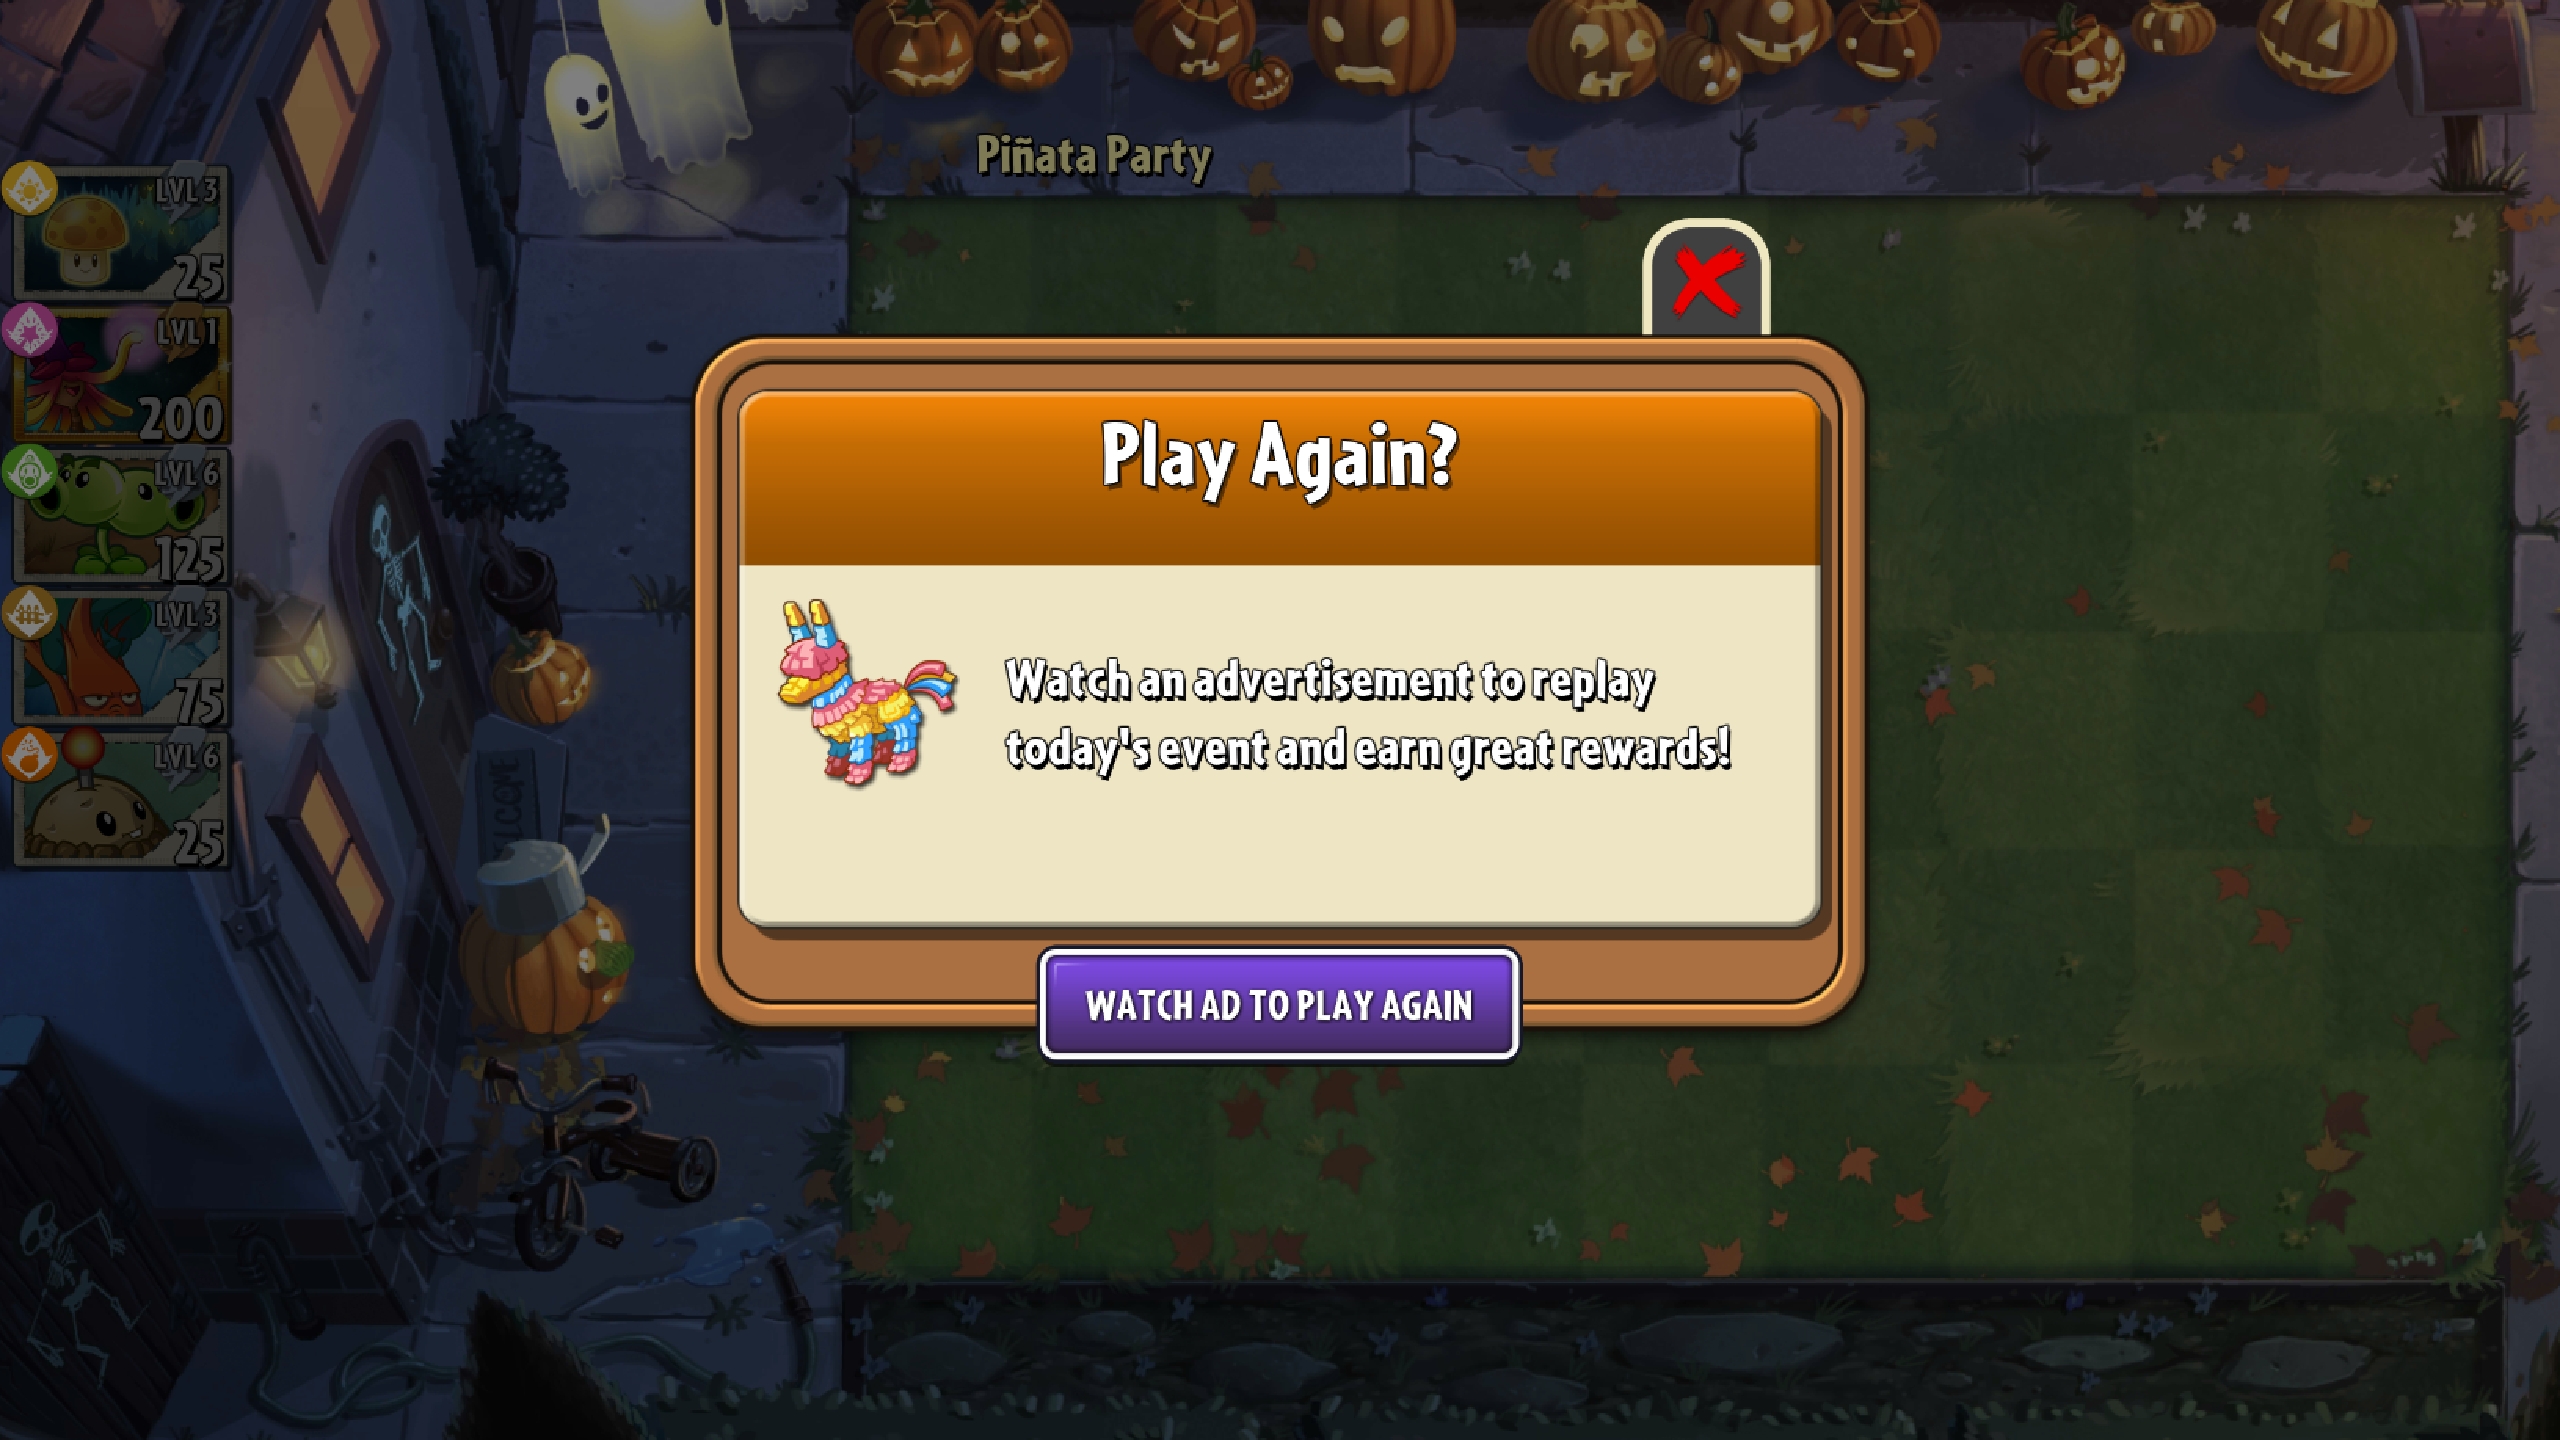 Piñata Party
LVL 3
25
LVL 1
200
LVL 6
125
LVL 3
75
LVL 6
25
Play Again?
Watch an advertisement to replay
today's event and earn great rewards!
WATCH AD TO PLAY AGAIN